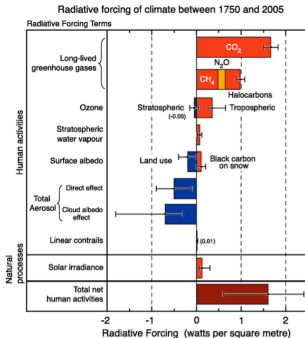 Radiative forcing of climate between 1750 and 2005
Radiative Forcing Terms
CO2
Long-lived
greenhouse gases
N2O
CH4
Halocarbons
Ozone
Stratospheric
(-0.05)
Tropospheric
Human activities
Stratospheric
water vapour
Surface albedo
Land use
Black carbon
on snow
Total
Aerosol
Direct effect
Cloud albedo
effect
Linear contrails
(0.01)
Natural
processes
Solar irradiance
Total net
human activities
-2 -1 0 1 2
Radiative Forcing (watts per square metre)